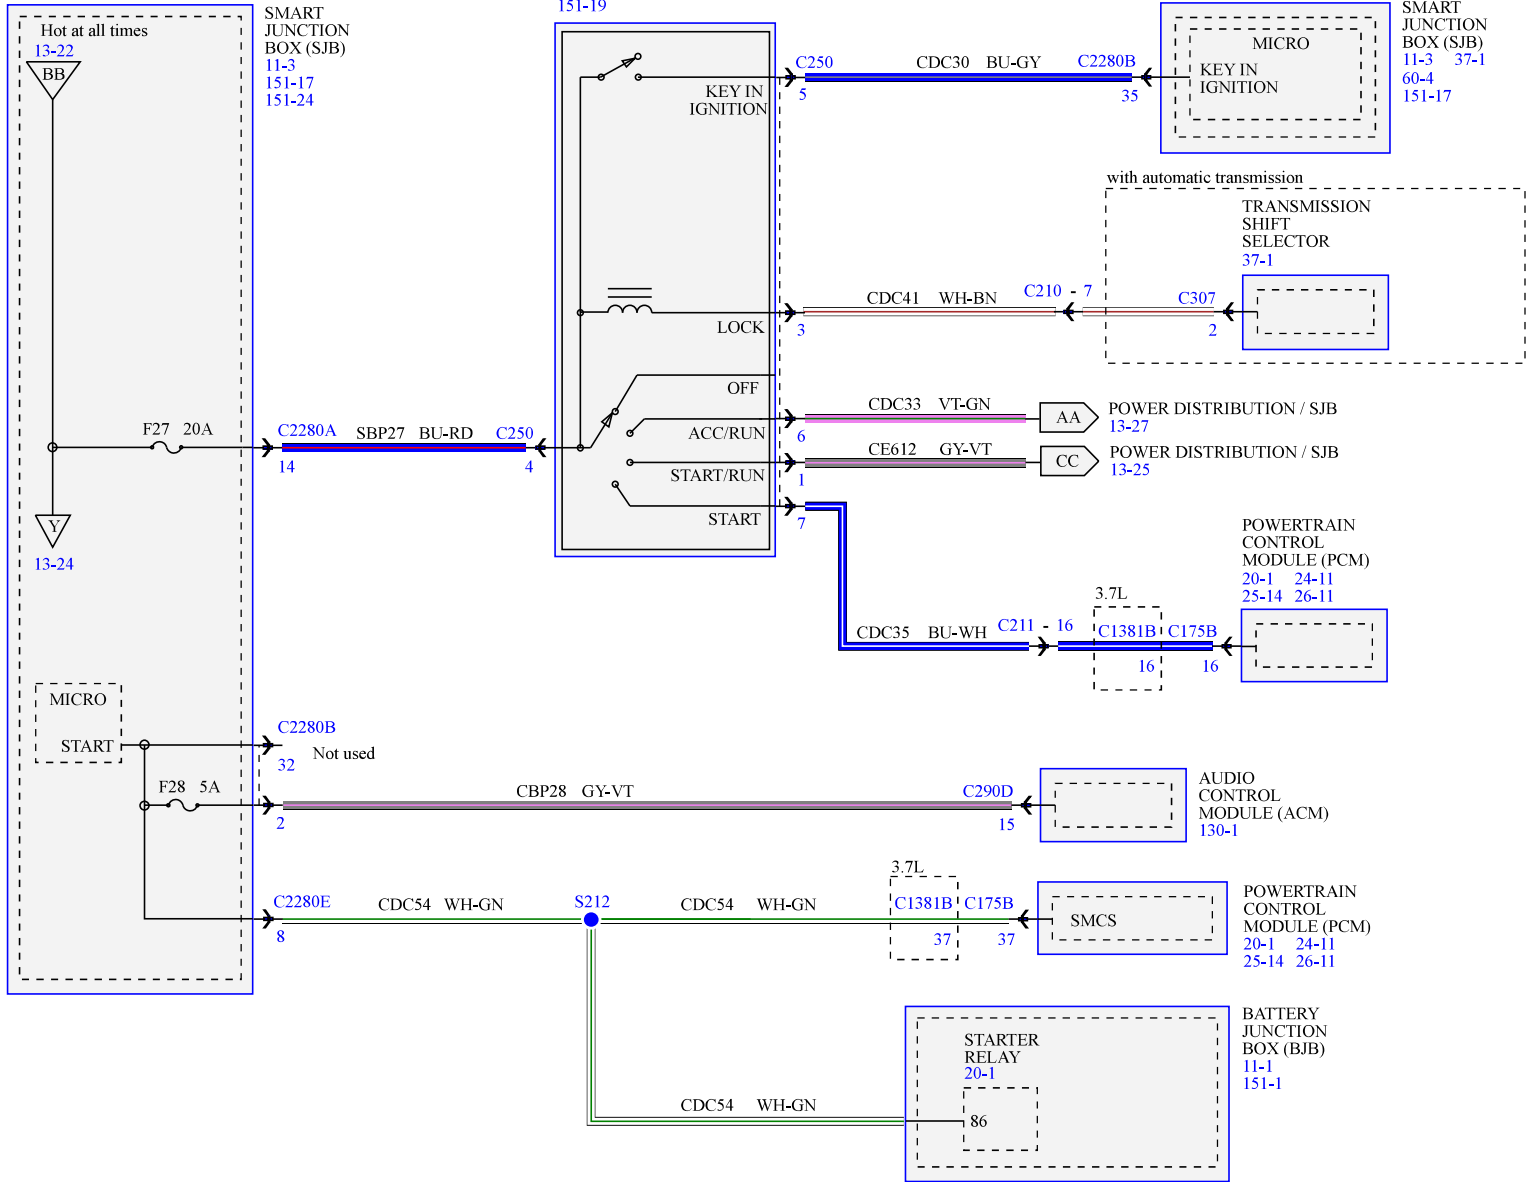 Hot at all times
13-22
BB
SMART
JUNCTION
BOX (SJB)
11-3
151-17
151-24
F27 20A
Y
13-24
MICRO
START
F28 5A
C2280A
14
SBP27 BU-RD
C250
4
151-19
KEY IN
IGNITION
LOCK
OFF
ACC/RUN
START/RUN
START
C250
5
CDC30 BU-GY
C2280B
35
MICRO
KEY IN
IGNITION
SMART
JUNCTION
BOX (SJB)
11-3 37-1
60-4
151-17
with automatic transmission
TRANSMISSION
SHIFT
SELECTOR
37-1
3
CDC41 WH-BN
C210 - 7
C307
2
6
CDC33 VT-GN
AA
POWER DISTRIBUTION / SJB
13-27
1
CE612 GY-VT
CC
POWER DISTRIBUTION / SJB
13-25
7
CDC35 BU-WH
C211 - 16
3.7L
C1381B
16
C175B
16
POWERTRAIN
CONTROL
MODULE (PCM)
20-1 24-11
25-14 26-11
C2280B
32
Not used
2
CBP28 GY-VT
C290D
15
AUDIO
CONTROL
MODULE (ACM)
130-1
C2280E
8
CDC54 WH-GN
S212
CDC54 WH-GN
3.7L
C1381B
37
C175B
37
SMCS
POWERTRAIN
CONTROL
MODULE (PCM)
20-1 24-11
25-14 26-11
CDC54 WH-GN
STARTER
RELAY
20-1
86
BATTERY
JUNCTION
BOX (BJB)
11-1
151-1